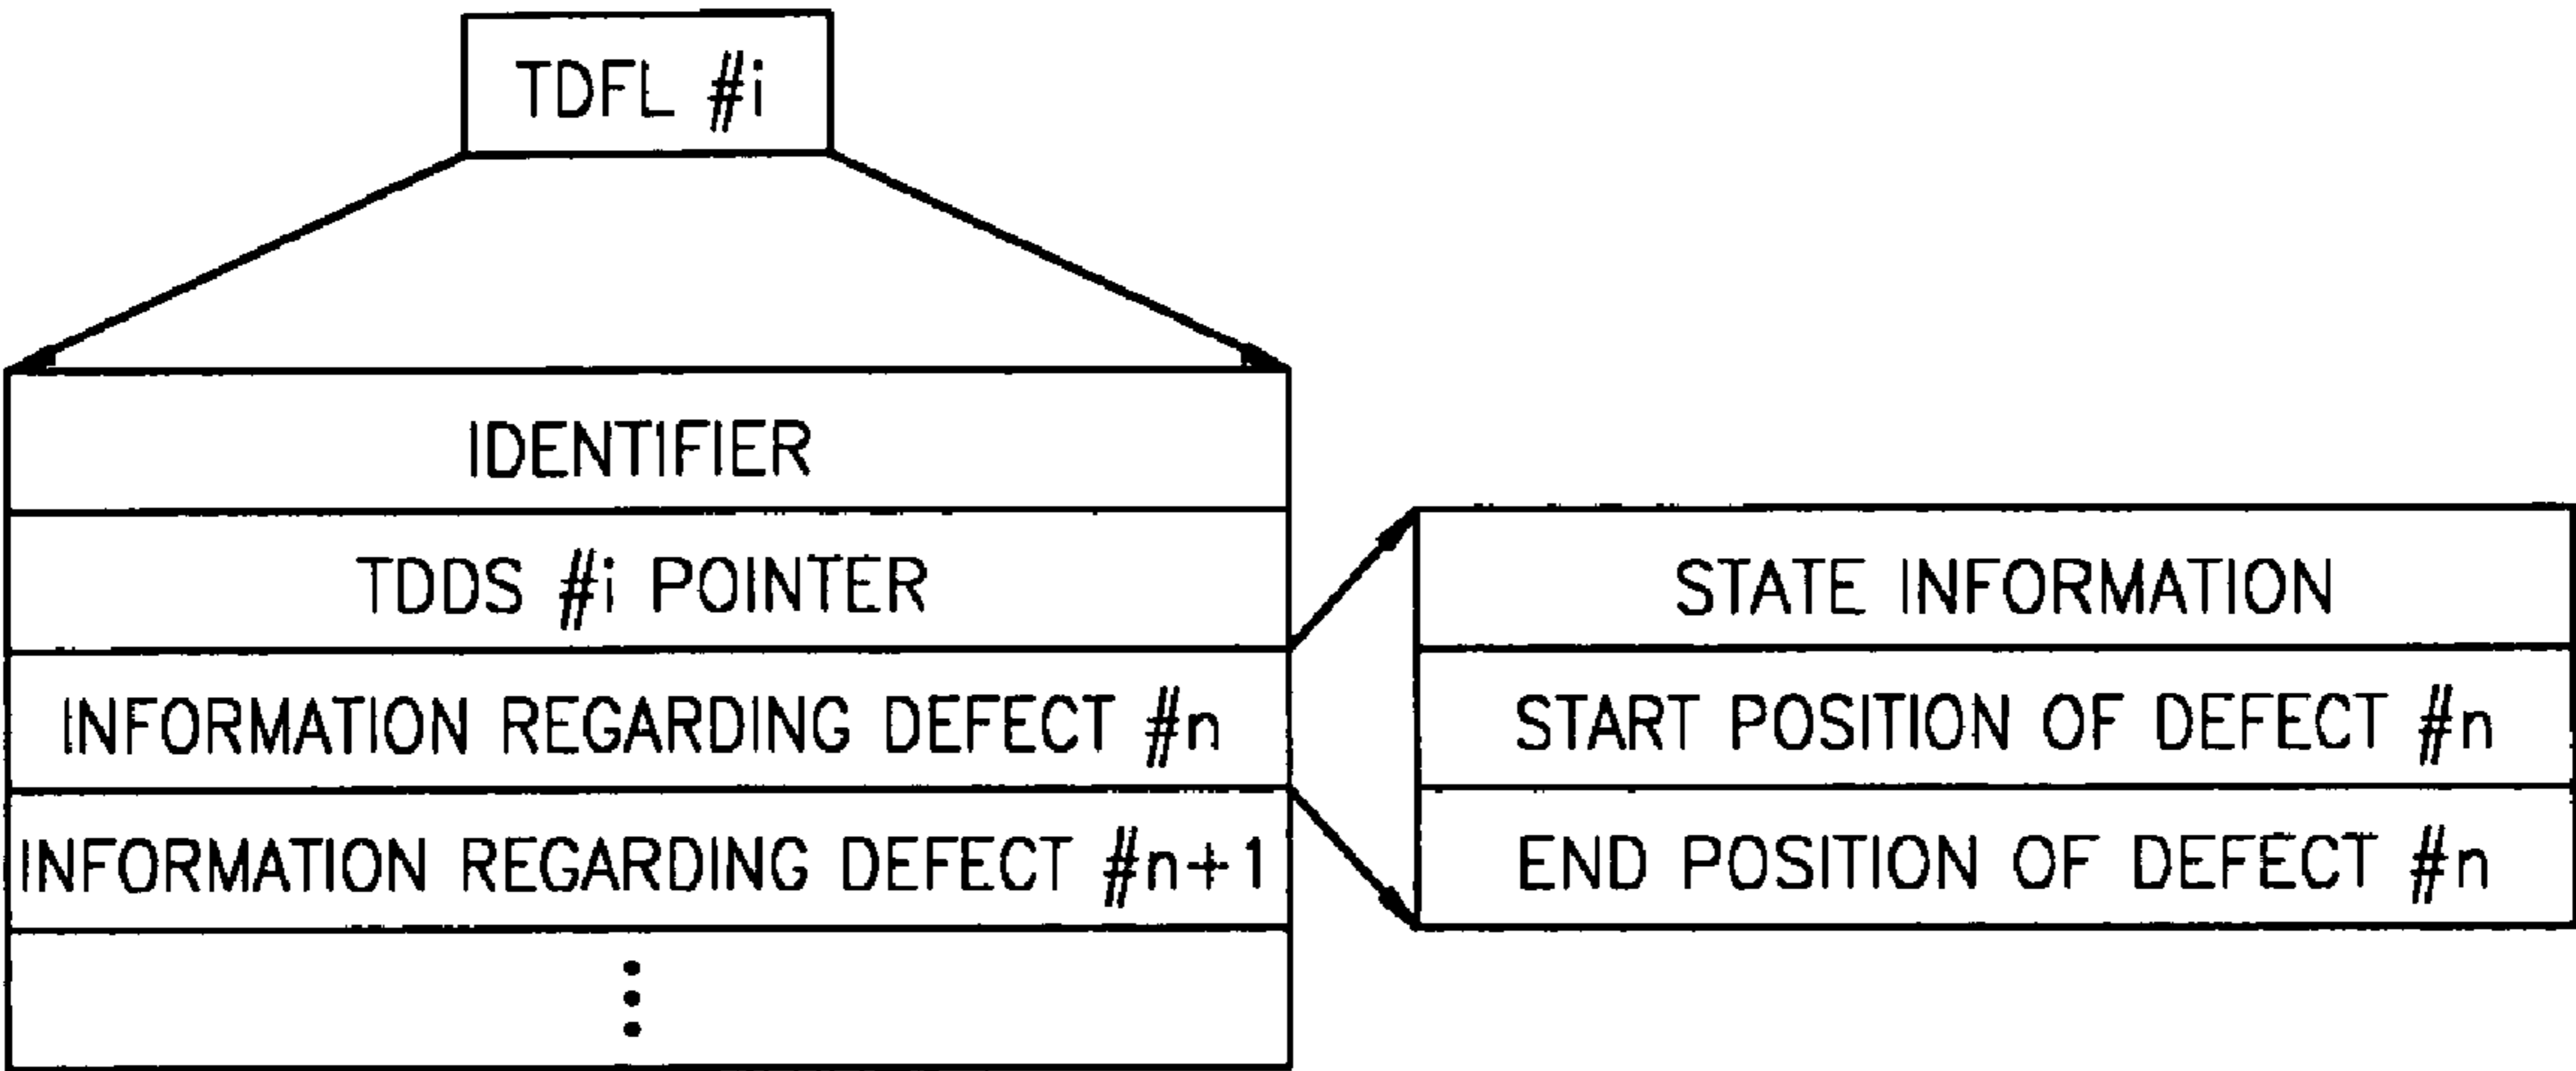 TDFL #i
IDENTIFIER
TDDS #i POINTER
INFORMATION REGARDING DEFECT #n
INFORMATION REGARDING DEFECT #n+1
STATE INFORMATION
START POSITION OF DEFECT #n
END POSITION OF DEFECT #n